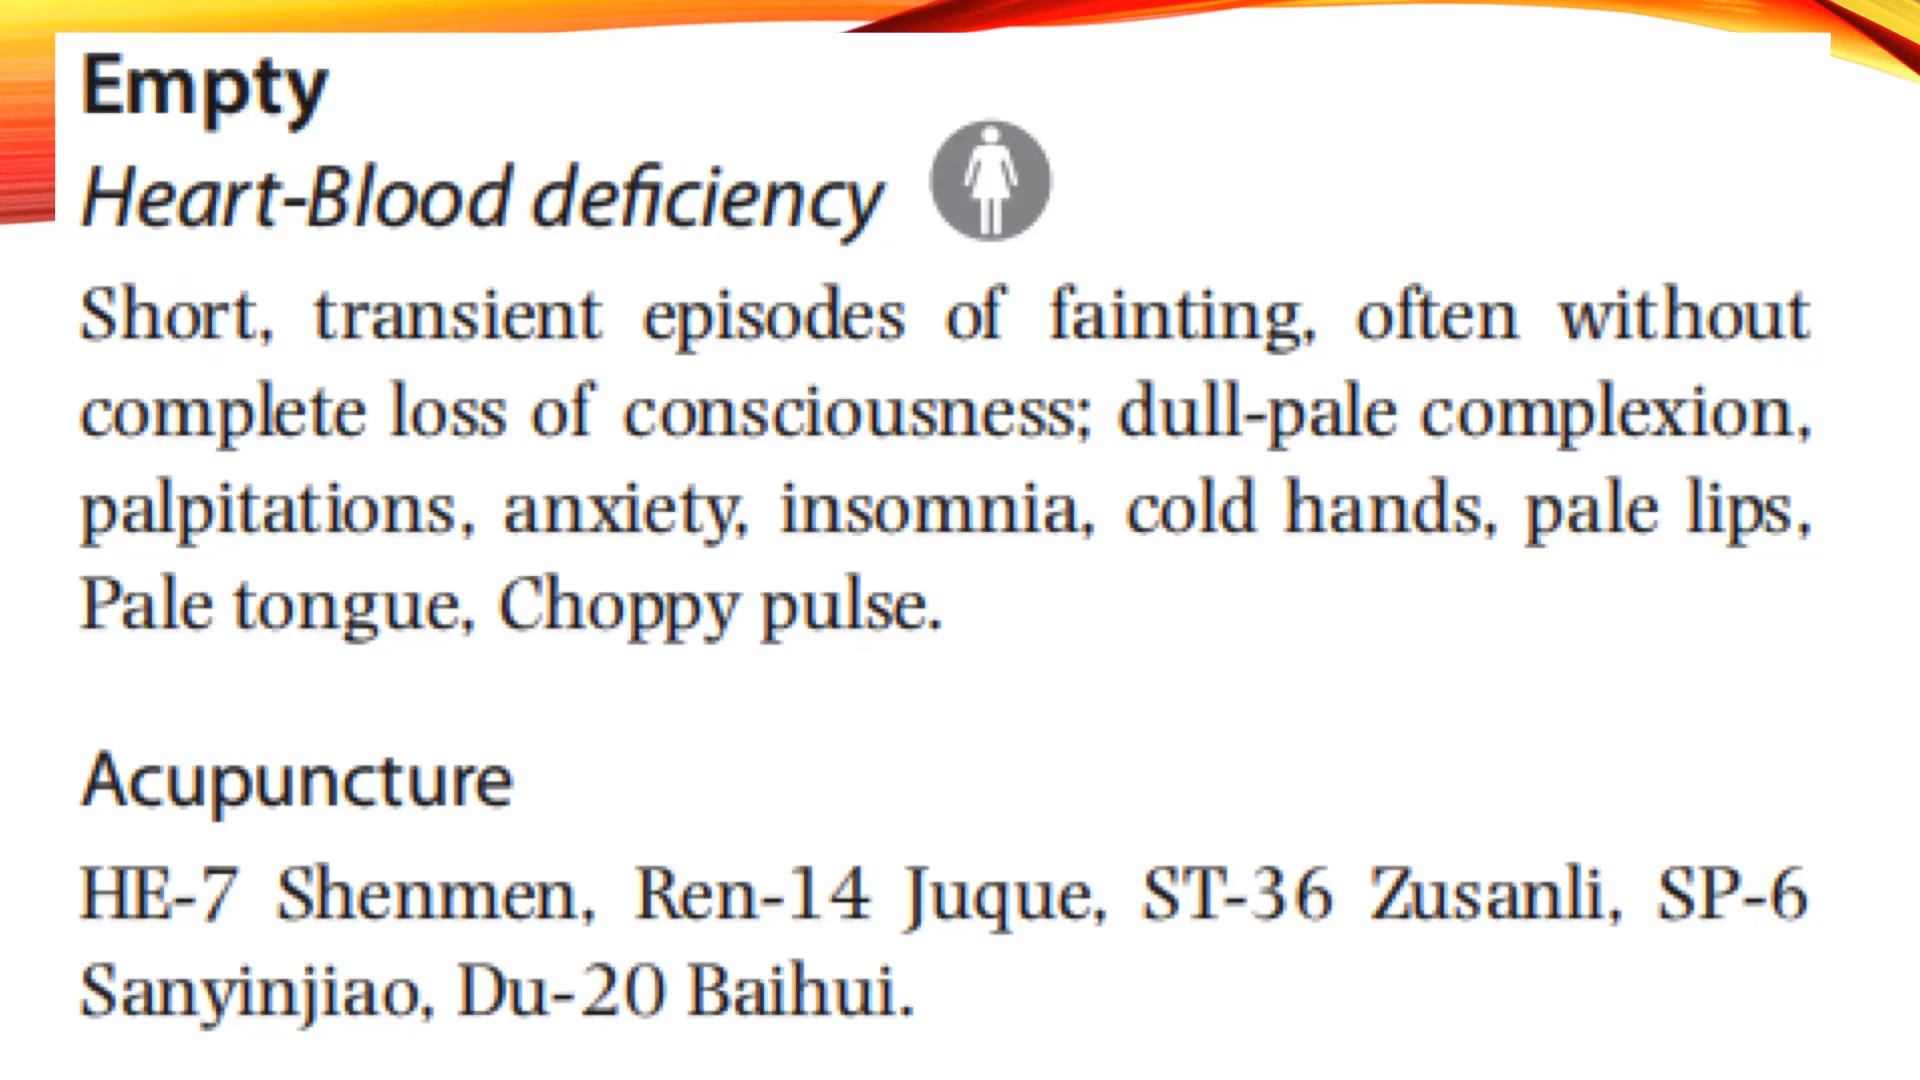 Empty
Heart-Blood deficiency
Short, transient episodes of fainting, often without
complete loss of consciousness; dull-pale complexion,
palpitations, anxiety, insomnia, cold hands, pale lips,
Pale tongue, Choppy pulse.
Acupuncture
HE-7 Shenmen, Ren-14 Juque, ST-36 Zusanli, SP-6
Sanyinjiao, Du-20 Baihui.